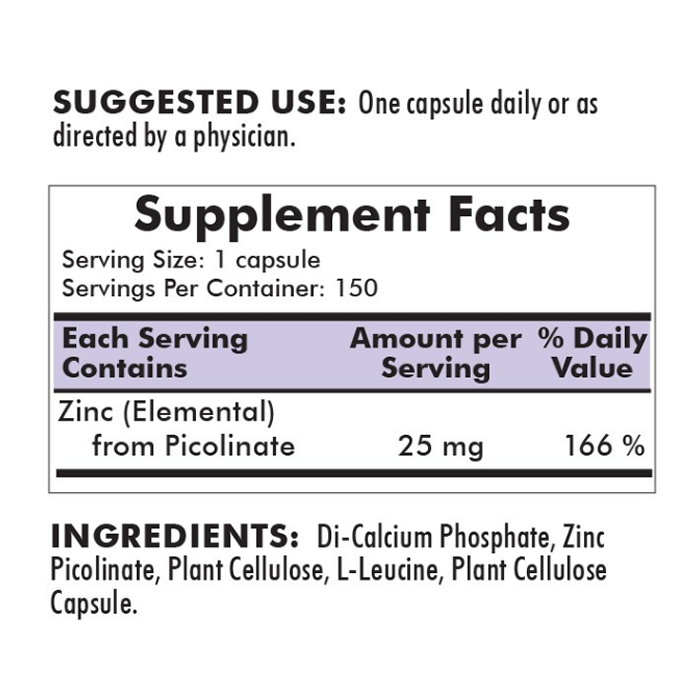 SUGGESTED USE: One capsule daily or as
directed by a physician.
Supplement Facts
Serving Size: 1 capsule
Servings Per Container: 150
Each Serving Contains Amount per Serving % Daily Value
Zinc (Elemental)
from Picolinate 25 mg 166 %
INGREDIENTS: Di-Calcium Phosphate, Zinc
Picolinate, Plant Cellulose, L-Leucine, Plant Cellulose
Capsule.